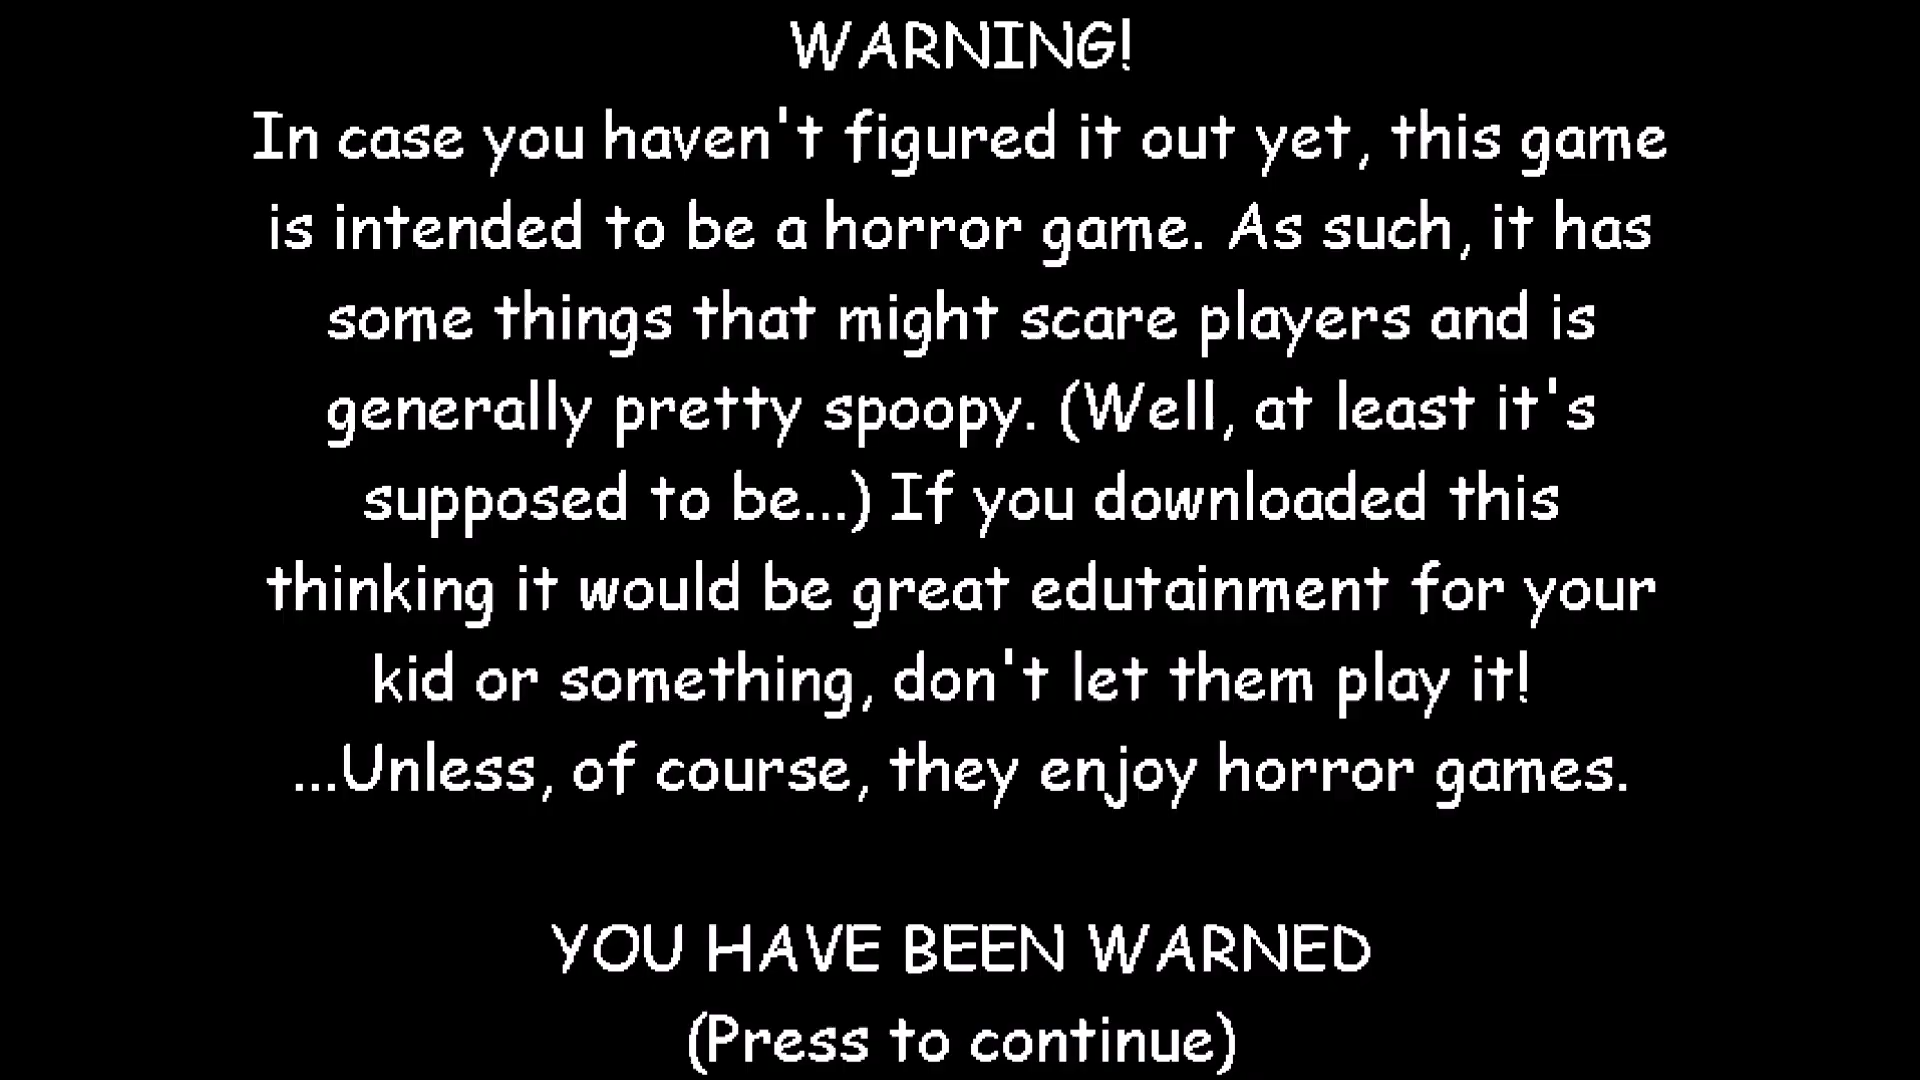 WARNING!
In case you haven't figured it out yet, this game
is intended to be a horror game. As such, it has
some things that might scare players and is
generally pretty spoopy. (Well, at least it's
supposed to be...) If you downloaded this
thinking it would be great edutainment for your
kid or something, don't let them play it!
...Unless, of course, they enjoy horror games.
YOU HAVE BEEN WARNED
(Press to continue)